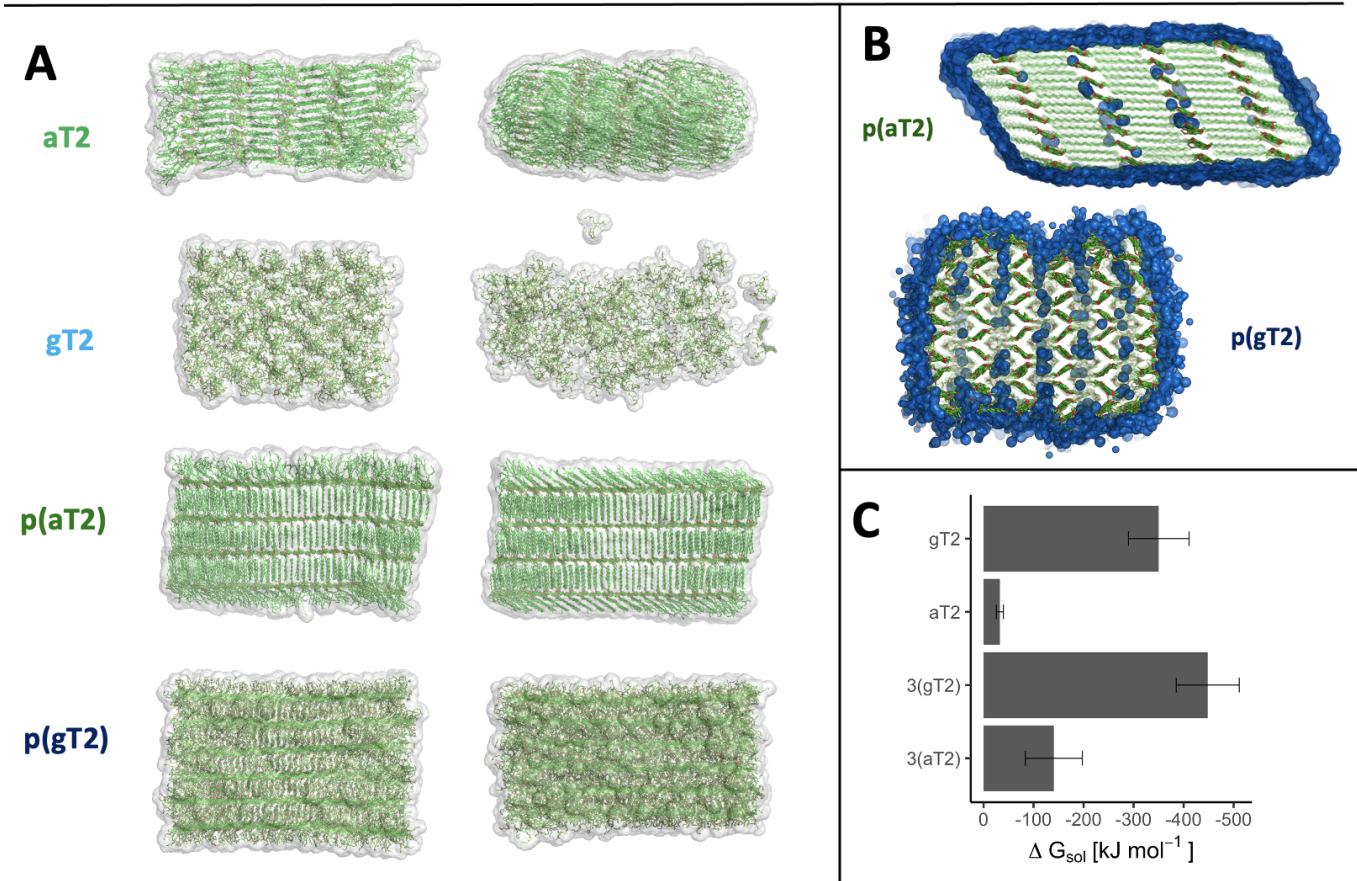 A
aT2
gT2
p(aT2)
p(gT2)
B
p(aT2)
p(gT2)
C
gT2
aT2
3(gT2)
3(aT2)
0 -100 -200 -300 -400 -500
Δ G_sol [kJ mol⁻¹ ]